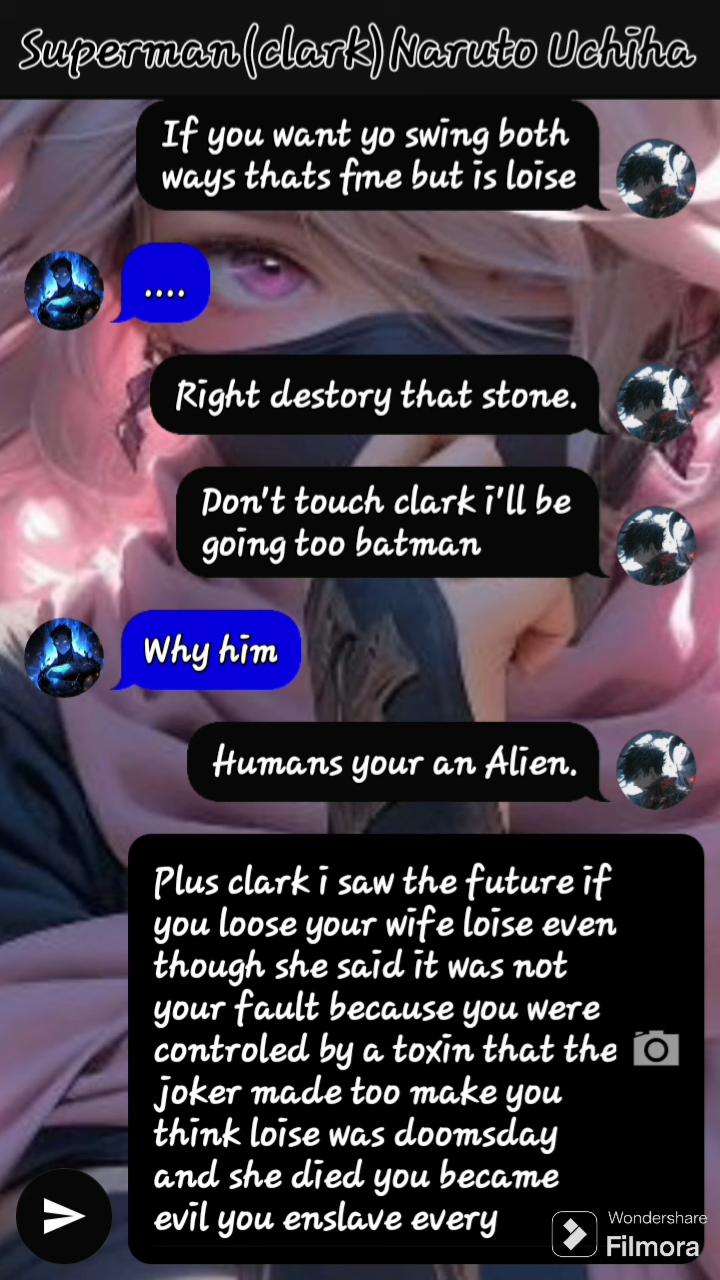 Superman(clark)Naruto Uchiha
If you want yo swing both
ways thats fine but is loise
....
Right destory that stone.
Don't touch clark i'll be
going too batman
Why him
Humans your an Alien.
Plus clark i saw the future if
you loose your wife loise even
though she said it was not
your fault because you were
controled by a toxin that the
joker made too make you
think loise was doomsday
and she died you became
evil you enslave every
Wondershare
Filmora